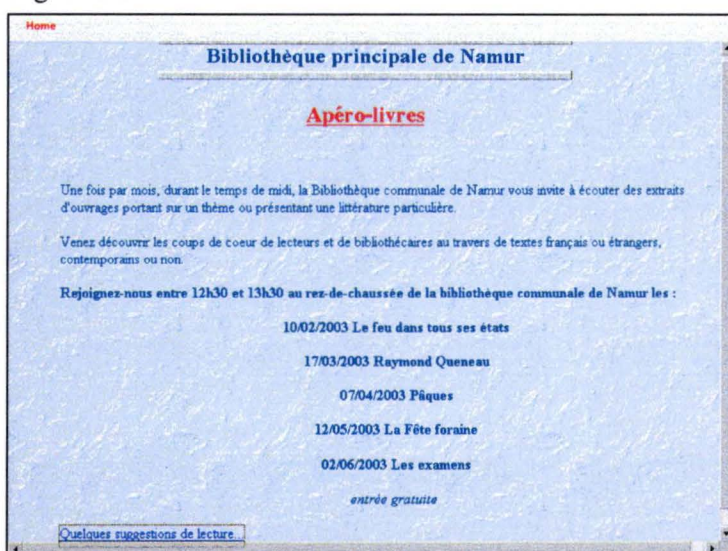 Home
Bibliothèque principale de Namur
Apéro-livres
Une fois par mois, durant le temps de midi, la Bibliothèque communale de Namur vous invite à écouter des extraits
d'ouvrages portant sur un thème ou présentant une littérature particulière.
Venez découvrir les coups de coeur de lecteurs et de bibliothécaires au travers de textes français ou étrangers,
contemporains ou non.
Rejoignez-nous entre 12h30 et 13h30 au rez-de-chaussée de la bibliothèque communale de Namur les :
10/02/2003 Le feu dans tous ses états
17/03/2003 Raymond Queneau
07/04/2003 Pâques
12/05/2003 La Fête foraine
02/06/2003 Les examens
entrée gratuite
Quelques suggestions de lecture...